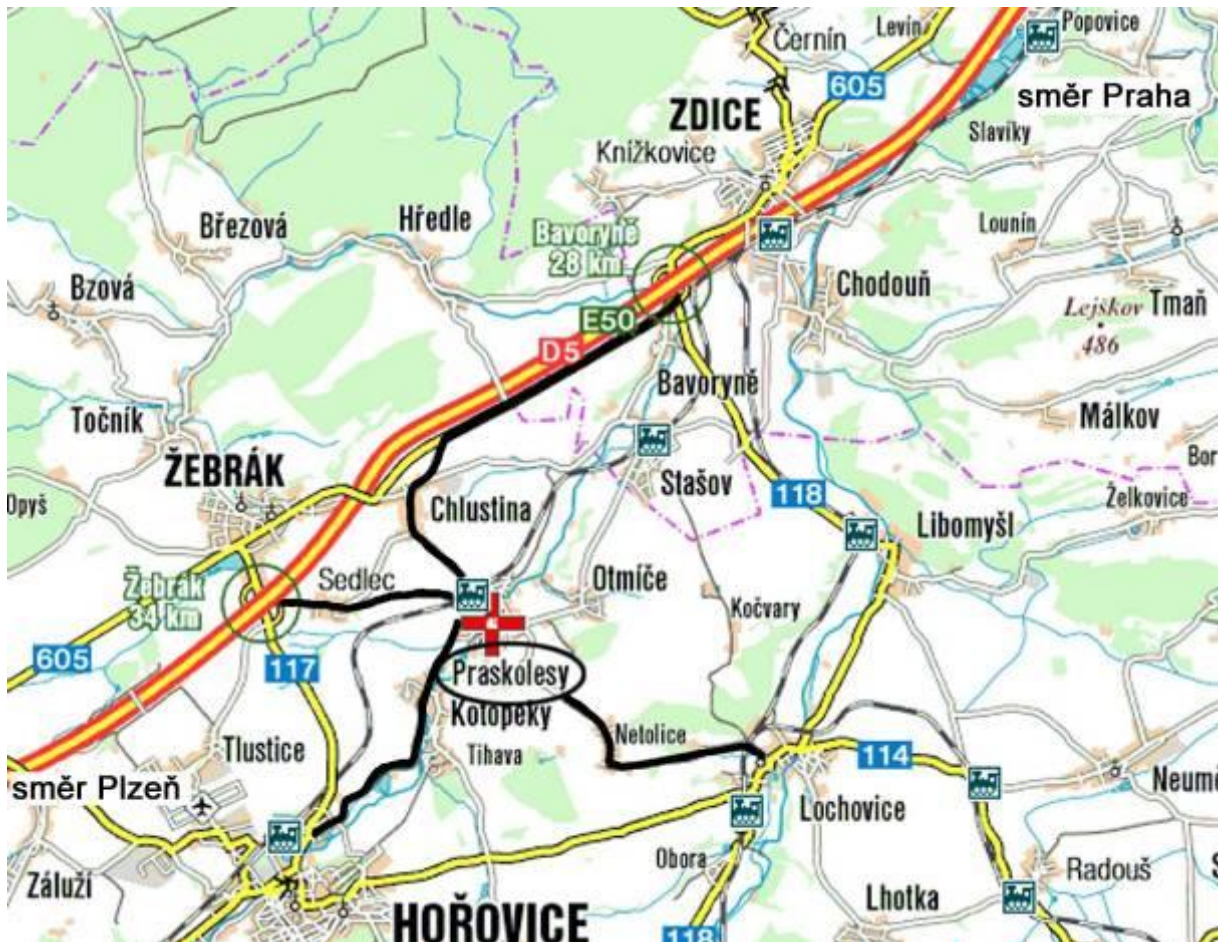 Popovice
Levín
Černín
605
směr Praha
ZDICE
Slavíky
Knižkovice
Lounín
Hředle
Březová
Bavoryně
28 km
Chodouň
Bzová
Lejškov
486
Tmaň
E50
D5
Bavoryně
Točník
Málkov
ŽEBRÁK
Stašov
118
Bor
Opyš
Chlustina
Želkovice
Libomyšl
Sedlec
Otmíče
Žebrák
34 km
Kočvary
605
117
Praskolesy
Kotopeky
Netolice
Tlustice
Tihava
114
směr Plzeň
Neumě
Lochovice
Obora
Radouš
Záluží
Lhotka
HOŘOVICE
118